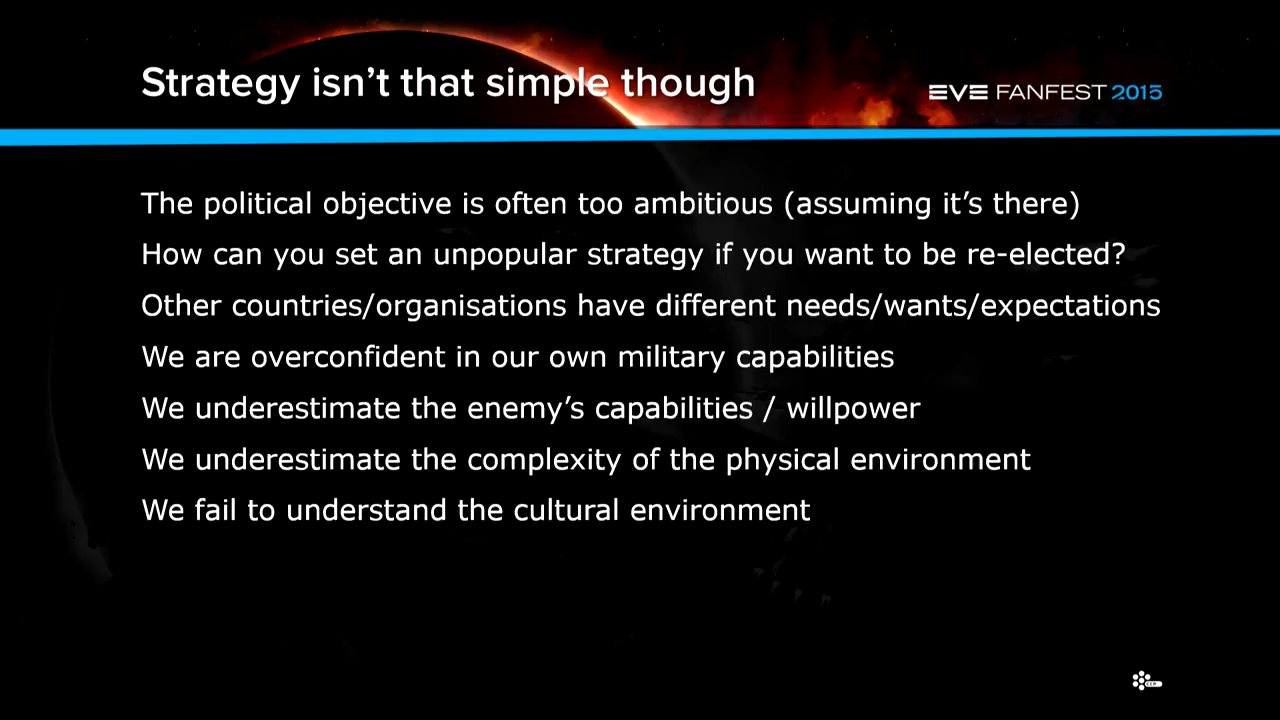 Strategy isn't that simple though
EVE FANFEST 2015
The political objective is often too ambitious (assuming it's there)
How can you set an unpopular strategy if you want to be re-elected?
Other countries/organisations have different needs/wants/expectations
We are overconfident in our own military capabilities
We underestimate the enemy's capabilities / willpower
We underestimate the complexity of the physical environment
We fail to understand the cultural environment
CCP